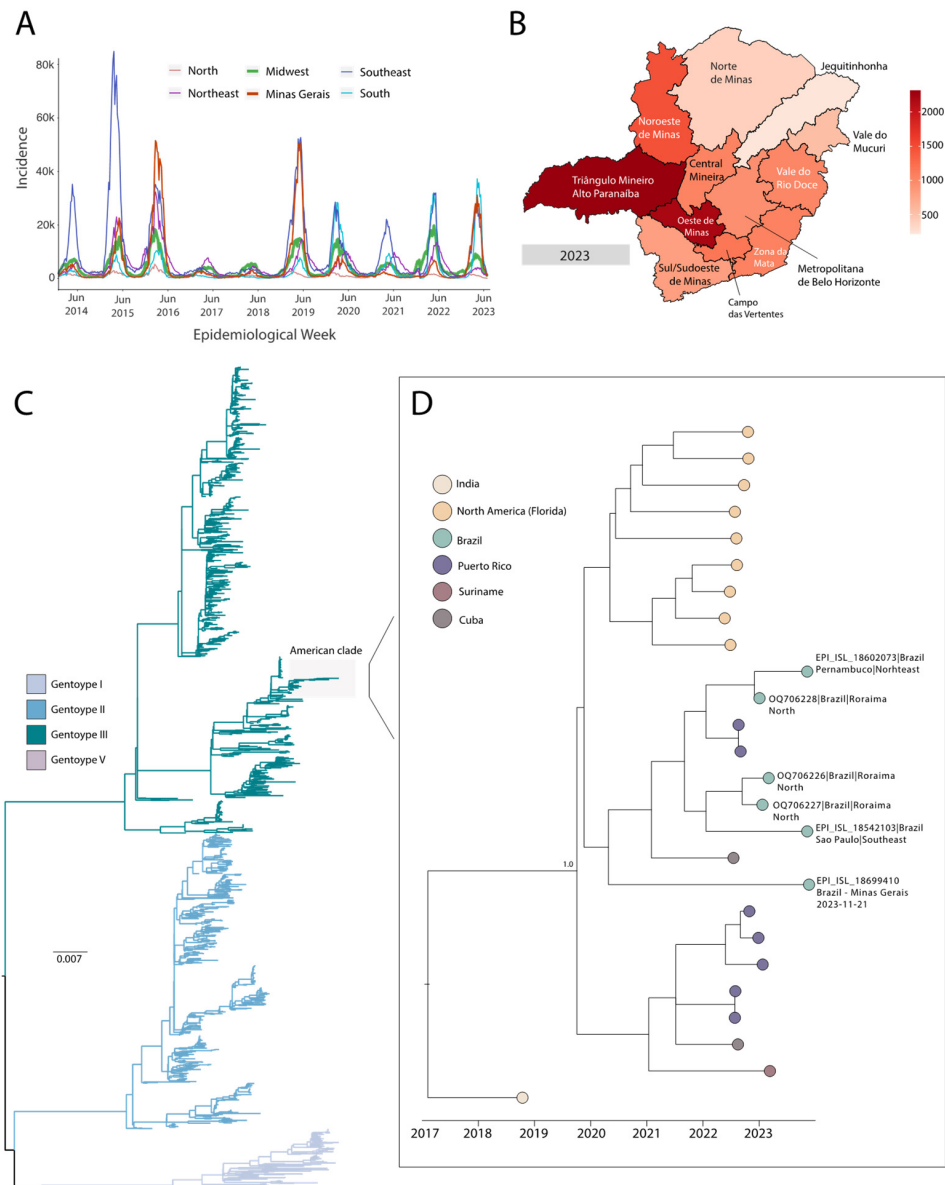 A
80k
60k
40k
20k
0
Incidence
North
Midwest
Southeast
Northeast
Minas Gerais
South
Jun
2014
Jun
2015
Jun
2016
Jun
2017
Jun
2018
Jun
2019
Jun
2020
Jun
2021
Jun
2022
Jun
2023
Epidemiological Week
B
Norte
de Minas
Jequitinhonha
Noroeste
de Minas
Vale do
Mucuri
Central
Mineira
Vale do
Rio Doce
Triângulo Mineiro
Alto Paranaíba
Oeste de
Minas
Zona da
Mata
Sul/Sudoeste
de Minas
Metropolitana
de Belo Horizonte
Campo
das Vertentes
2023
2000
1500
1000
500
C
American clade
Gentoype I
Gentoype II
Gentoype III
Gentoype V
0.007
D
India
North America (Florida)
Brazil
Puerto Rico
Suriname
Cuba
EPI_ISL_18602073|Brazil
Pernambuco|Norhteast
OQ706228|Brazil|Roraima
North
OQ706226|Brazil|Roraima
North
OQ706227|Brazil|Roraima
North
EPI_ISL_18542103|Brazil
Sao Paulo|Southeast
1.0
EPI_ISL_18699410
Brazil - Minas Gerais
2023-11-21
2017
2018
2019
2020
2021
2022
2023